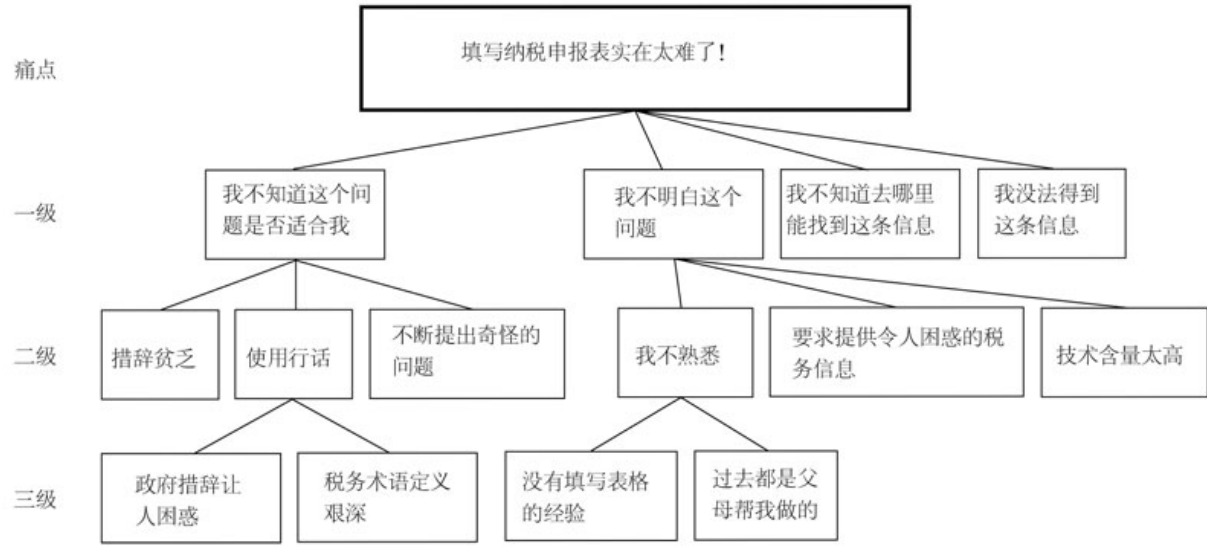 填写纳税申报表实在太难了!
痛点
我不知道这个问
题是否适合我
我不明白这个
问题
我不知道去哪里
能找到这条信息
我没法得到
这条信息
一级
措辞贫乏
使用行话
不断提出奇怪的
问题
我不熟悉
要求提供令人困惑的税
务信息
技术含量太高
二级
政府措辞让
人困惑
税务术语定义
艰深
没有填写表格
的经验
过去都是父
母帮我做的
三级